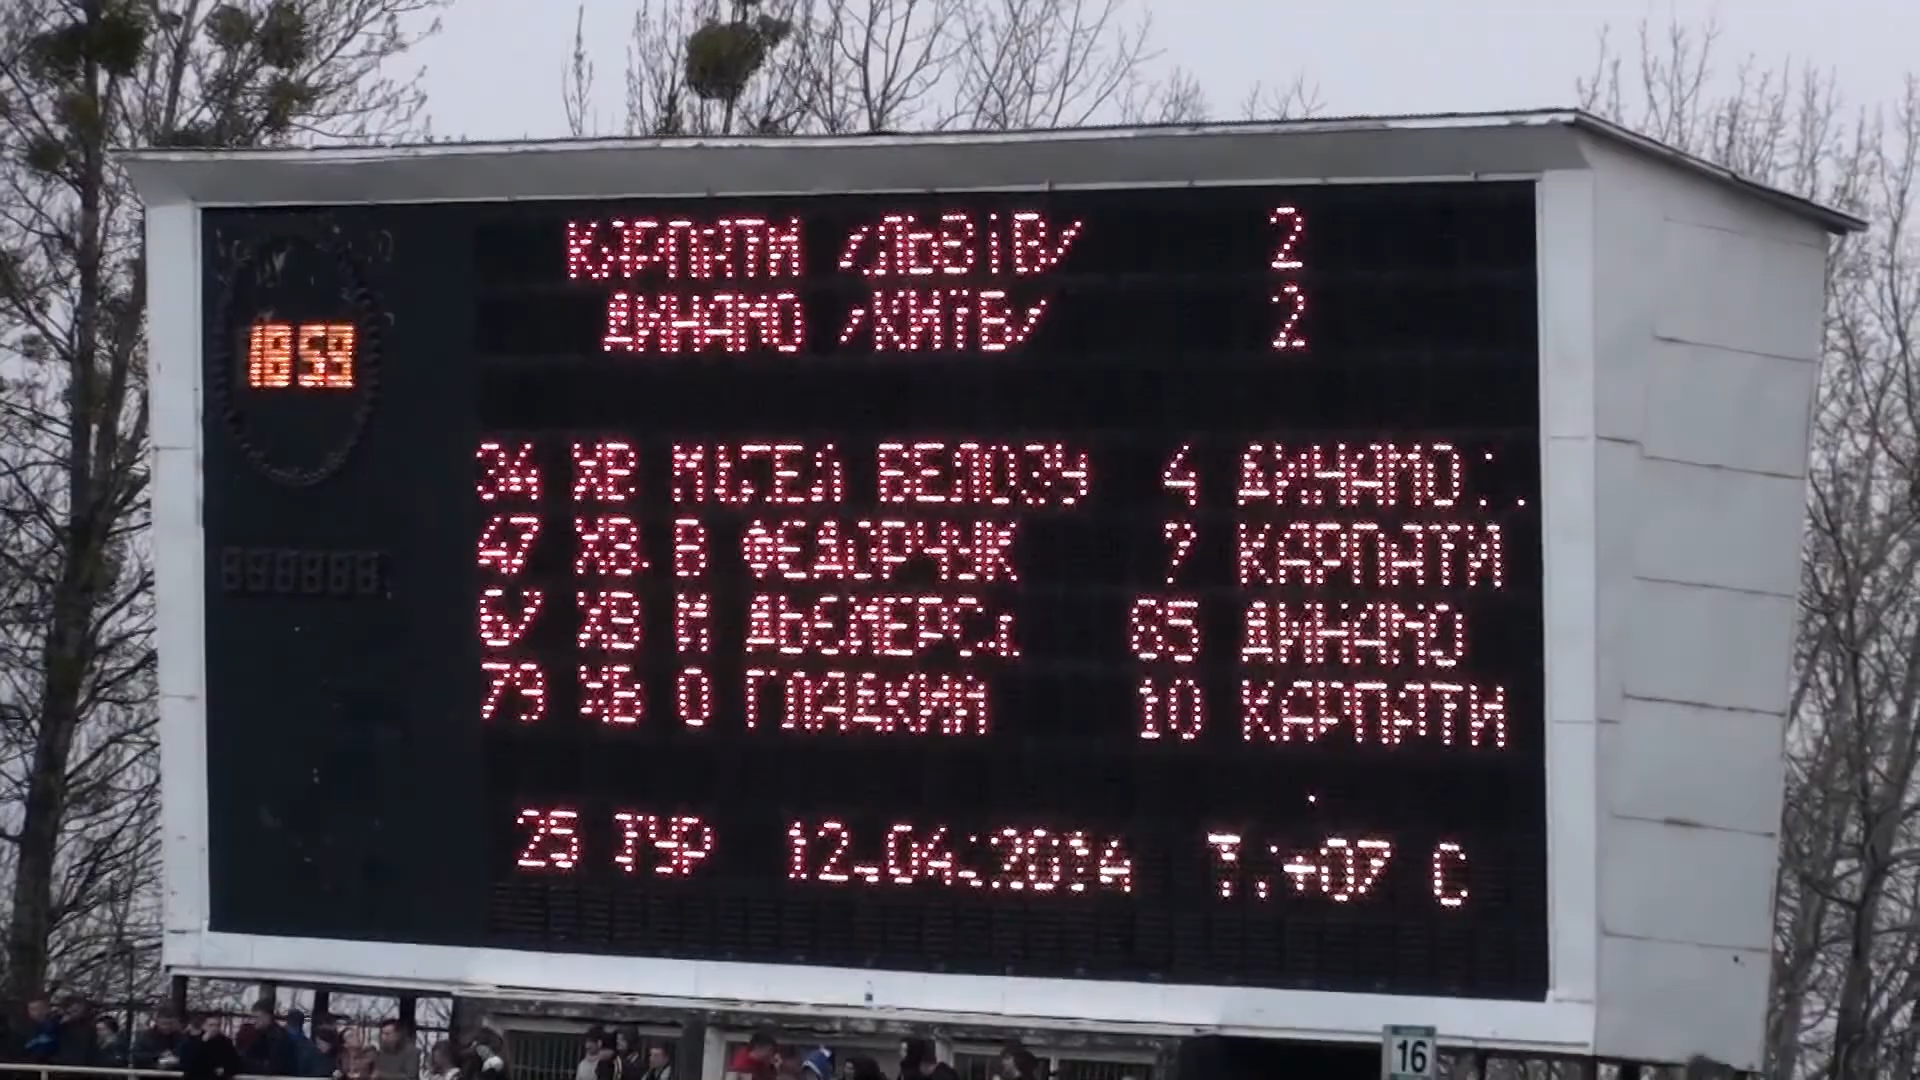 КАРПАТИ /ЛЬВІВ/ 2
ДИНАМО /КИЇВ/ 2
18 59
34 ХВ МІГЕЛ ВЕЛОЗУ 4 ДИНАМО
47 ХВ. В ФЕДОРЧУК 7 КАРПАТИ
67 ХВ М ДЬЄМЕРСІ 85 ДИНАМО
79 ХВ О ГЛАДКИЙ 10 КАРПАТИ
25 ТУР 12.04.2014 Т.+07 С
16